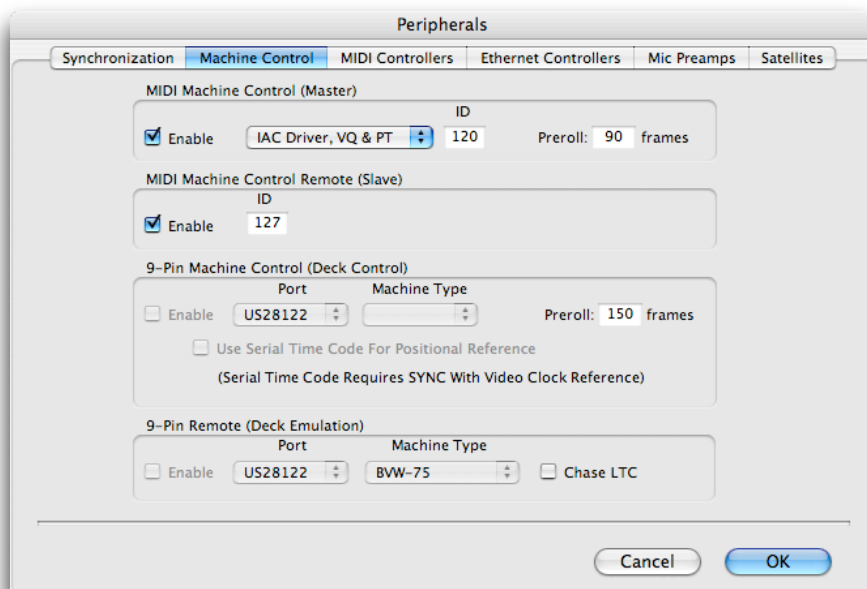 Peripherals
Synchronization Machine Control MIDI Controllers Ethernet Controllers Mic Preamps Satellites
MIDI Machine Control (Master)
ID
Enable IAC Driver, VQ & PT 120 Preroll: 90 frames
MIDI Machine Control Remote (Slave)
ID
Enable 127
9-Pin Machine Control (Deck Control)
Port Machine Type
Enable US28122 Preroll: 150 frames
Use Serial Time Code For Positional Reference
(Serial Time Code Requires SYNC With Video Clock Reference)
9-Pin Remote (Deck Emulation)
Port Machine Type
Enable US28122 BVW-75 Chase LTC
Cancel OK